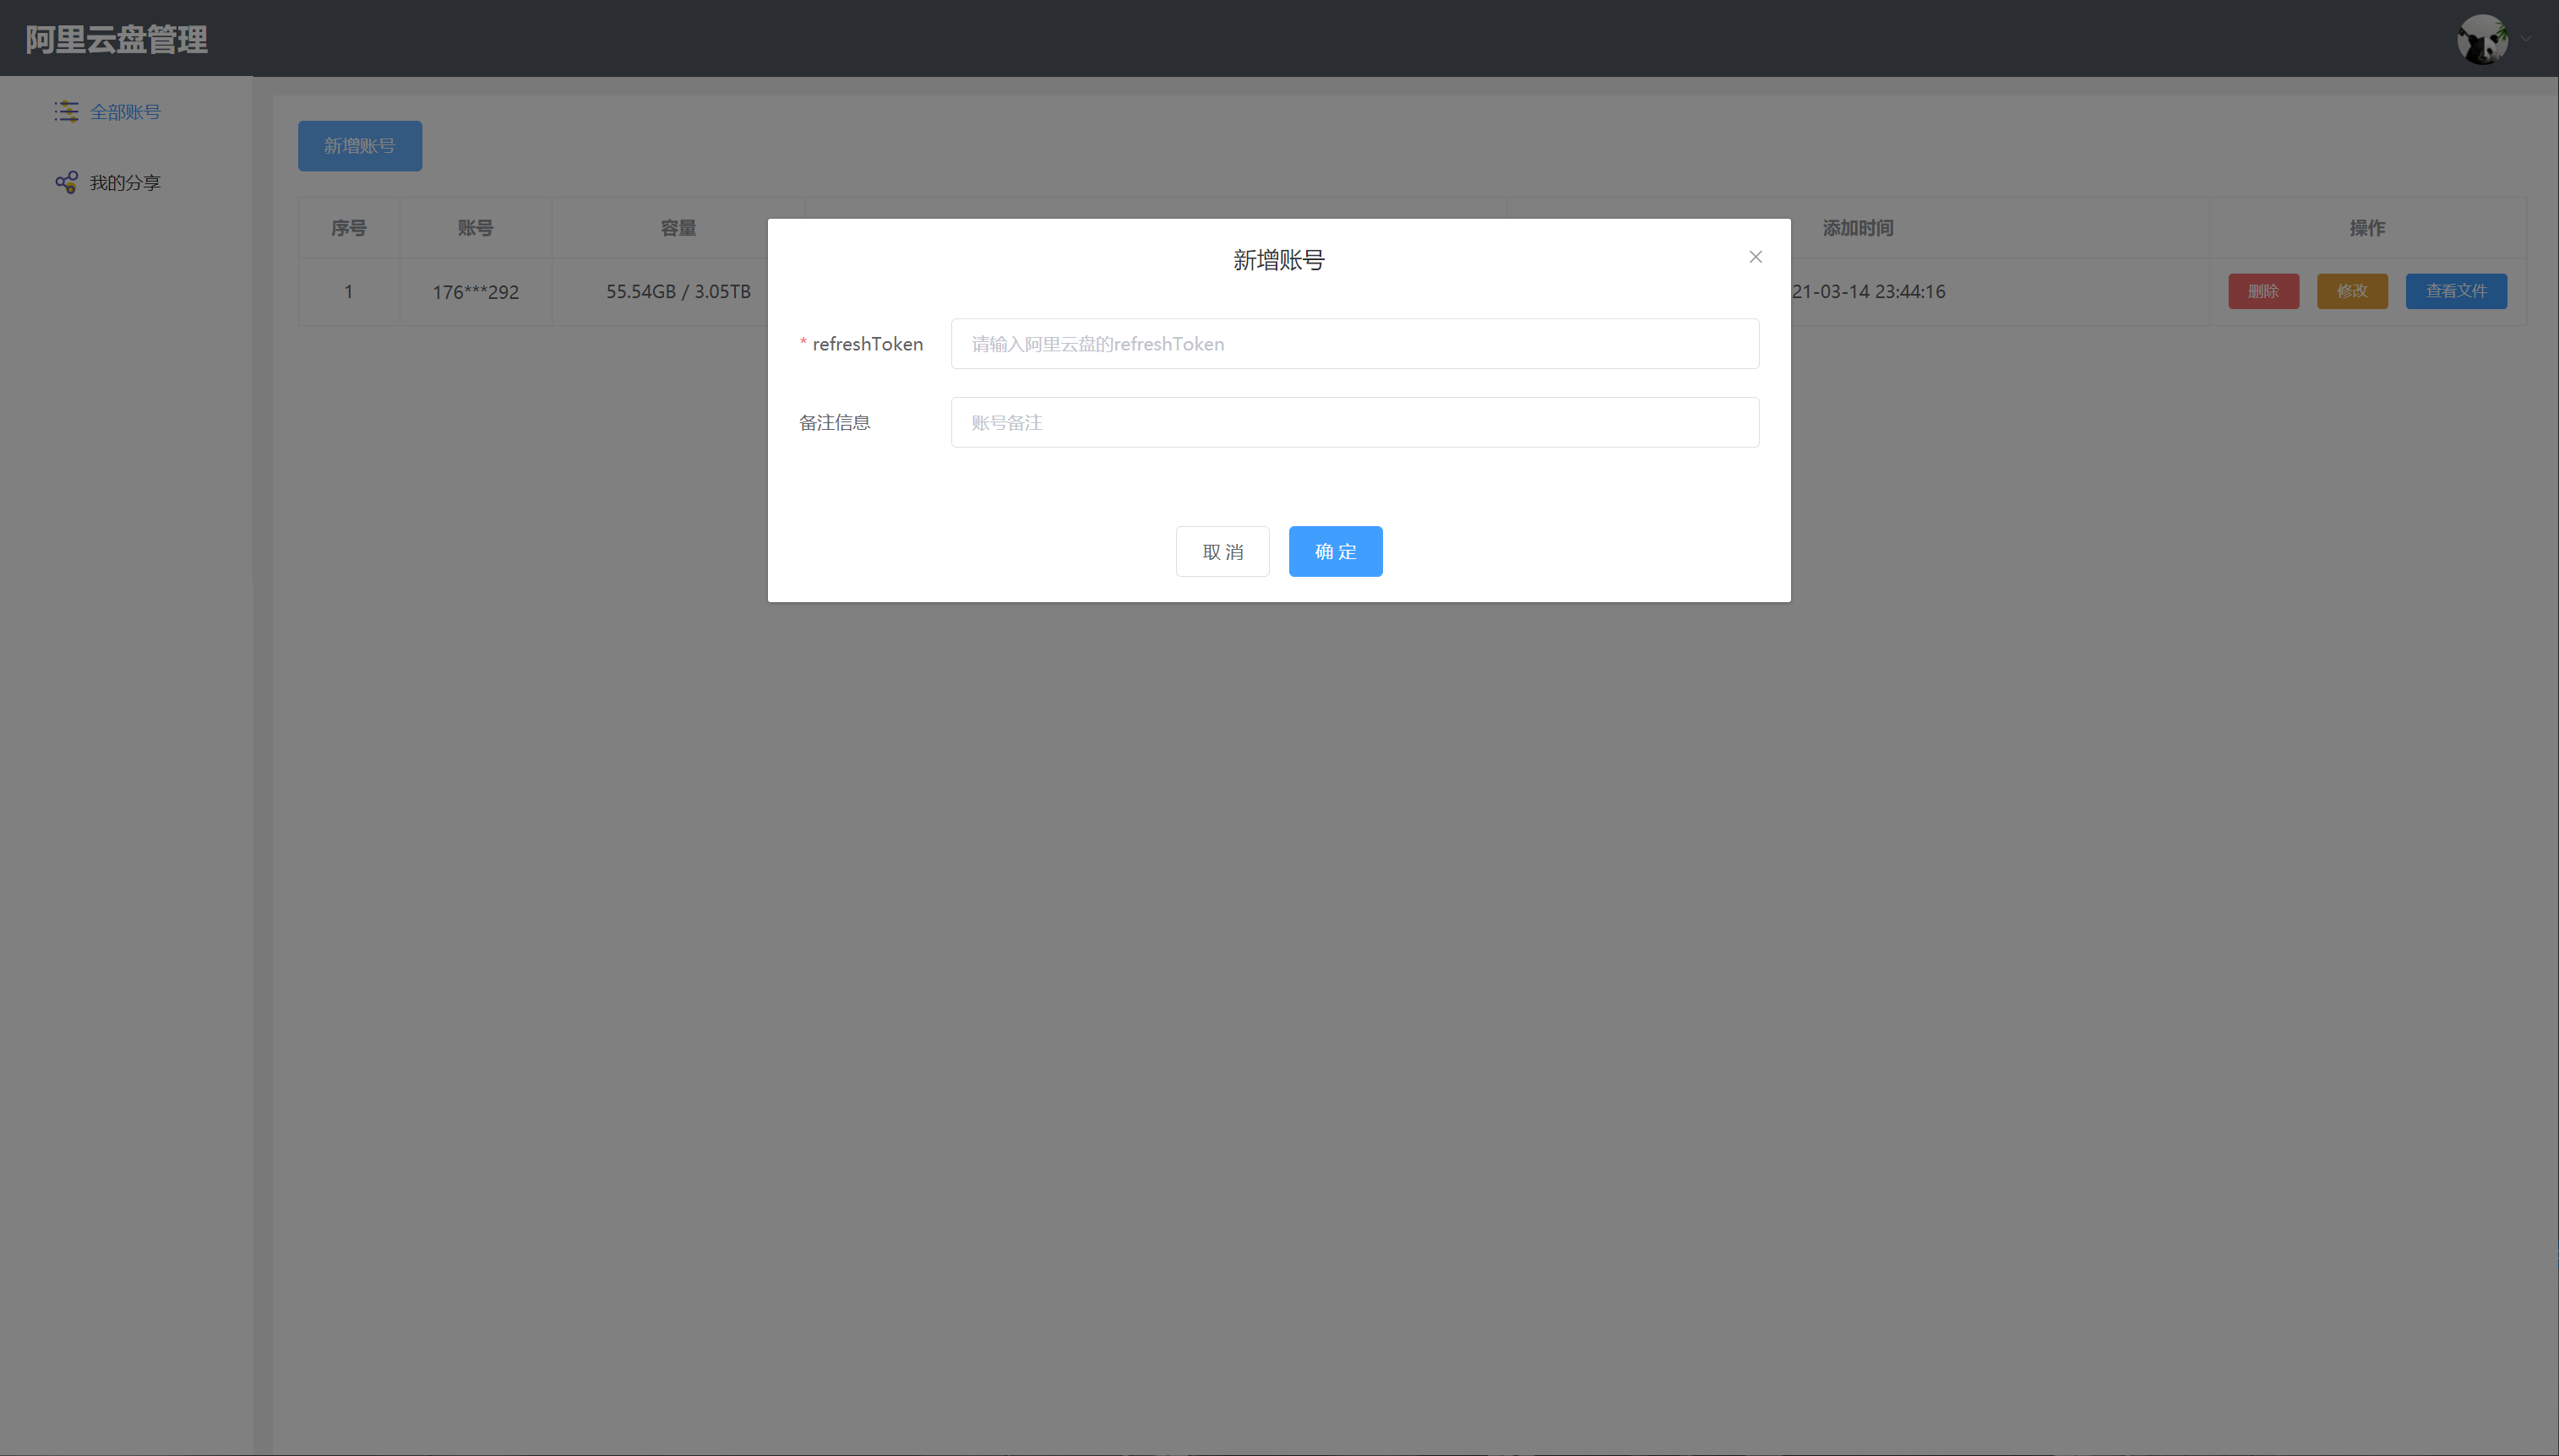 阿里云盘管理
全部账号
我的分享
新增账号
序号 账号 容量 添加时间 操作
1 176***292 55.54GB / 3.05TB 21-03-14 23:44:16 删除 修改 查看文件
新增账号
* refreshToken 请输入阿里云盘的refreshToken
备注信息 账号备注
取 消 确 定